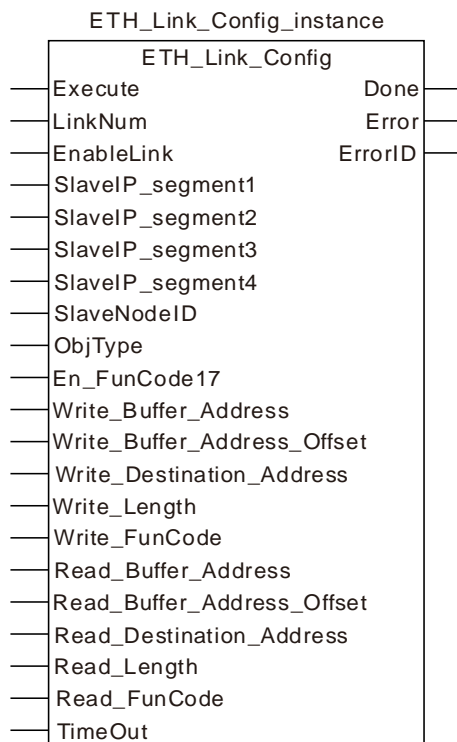 ETH_Link_Config_instance
ETH_Link_Config
Execute Done
LinkNum Error
EnableLink ErrorID
SlaveIP_segment1
SlaveIP_segment2
SlaveIP_segment3
SlaveIP_segment4
SlaveNodeID
ObjType
En_FunCode17
Write_Buffer_Address
Write_Buffer_Address_Offset
Write_Destination_Address
Write_Length
Write_FunCode
Read_Buffer_Address
Read_Buffer_Address_Offset
Read_Destination_Address
Read_Length
Read_FunCode
TimeOut